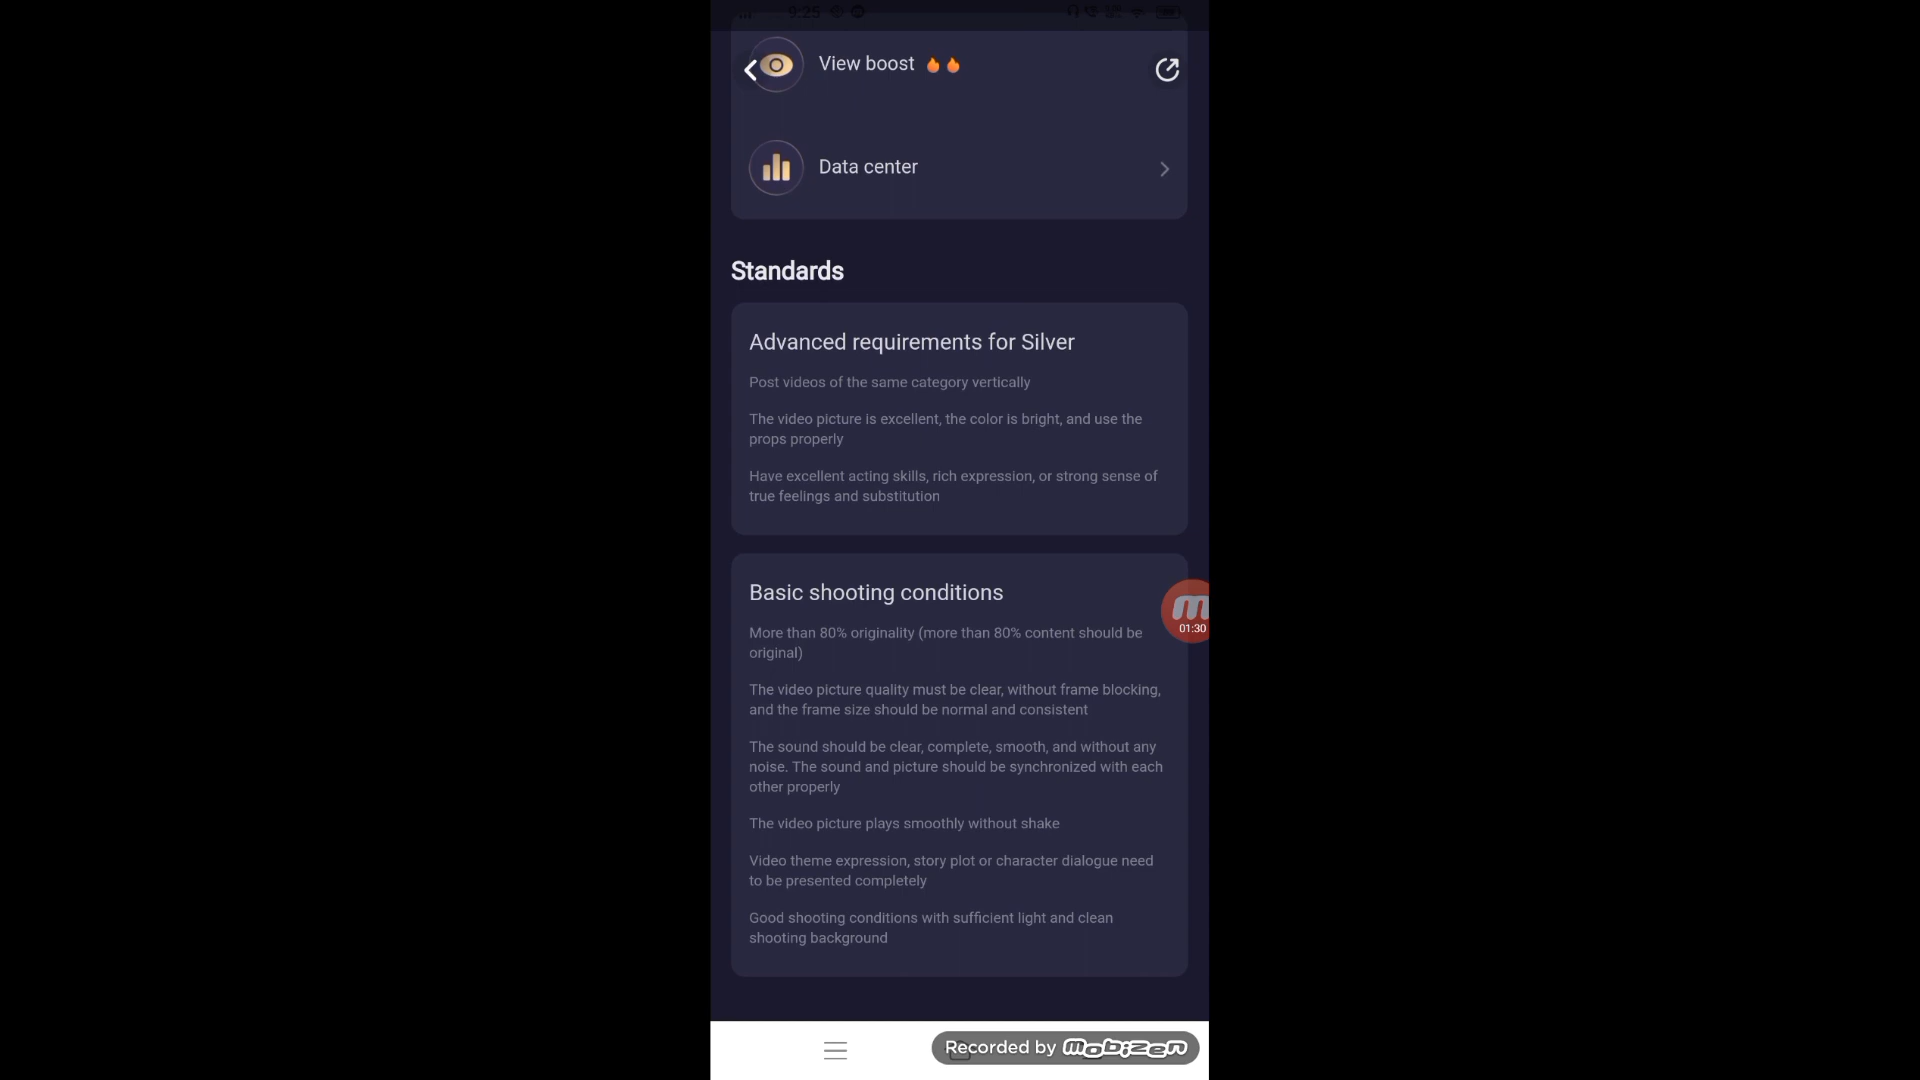 9:25
View boost
Data center
Standards
Advanced requirements for Silver
Post videos of the same category vertically
The video picture is excellent, the color is bright, and use the
props properly
Have excellent acting skills, rich expression, or strong sense of
true feelings and substitution
Basic shooting conditions
More than 80% originality (more than 80% content should be
original)
01:30
The video picture quality must be clear, without frame blocking,
and the frame size should be normal and consistent
The sound should be clear, complete, smooth, and without any
noise. The sound and picture should be synchronized with each
other properly
The video picture plays smoothly without shake
Video theme expression, story plot or character dialogue need
to be presented completely
Good shooting conditions with sufficient light and clean
shooting background
Recorded by mobizen